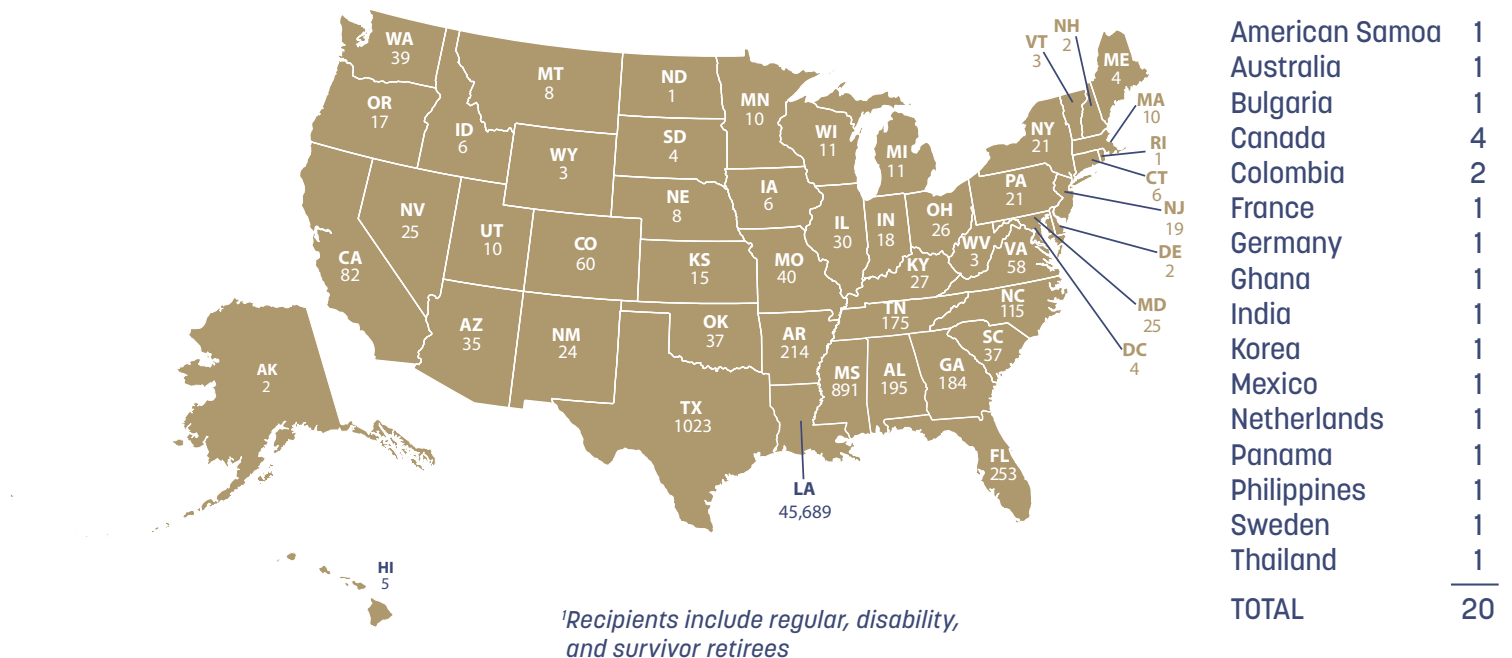 WA
39
OR
17
CA
82
NV
25
ID
6
MT
8
WY
3
UT
10
AZ
35
CO
60
NM
24
ND
1
SD
4
NE
8
KS
15
OK
37
TX
1023
MN
10
IA
6
MO
40
AR
214
LA
45,689
WI
11
IL
30
MI
11
IN
18
OH
26
KY
27
TN
175
MS
891
AL
195
GA
184
FL
253
SC
37
NC
115
VA
58
WV
3
PA
21
NY
21
VT
3
NH
2
ME
4
MA
10
RI
1
CT
6
NJ
19
DE
2
MD
25
DC
4
AK
2
HI
5
¹Recipients include regular, disability,
and survivor retirees
American Samoa 1
Australia 1
Bulgaria 1
Canada 4
Colombia 2
France 1
Germany 1
Ghana 1
India 1
Korea 1
Mexico 1
Netherlands 1
Panama 1
Philippines 1
Sweden 1
Thailand 1
TOTAL 20